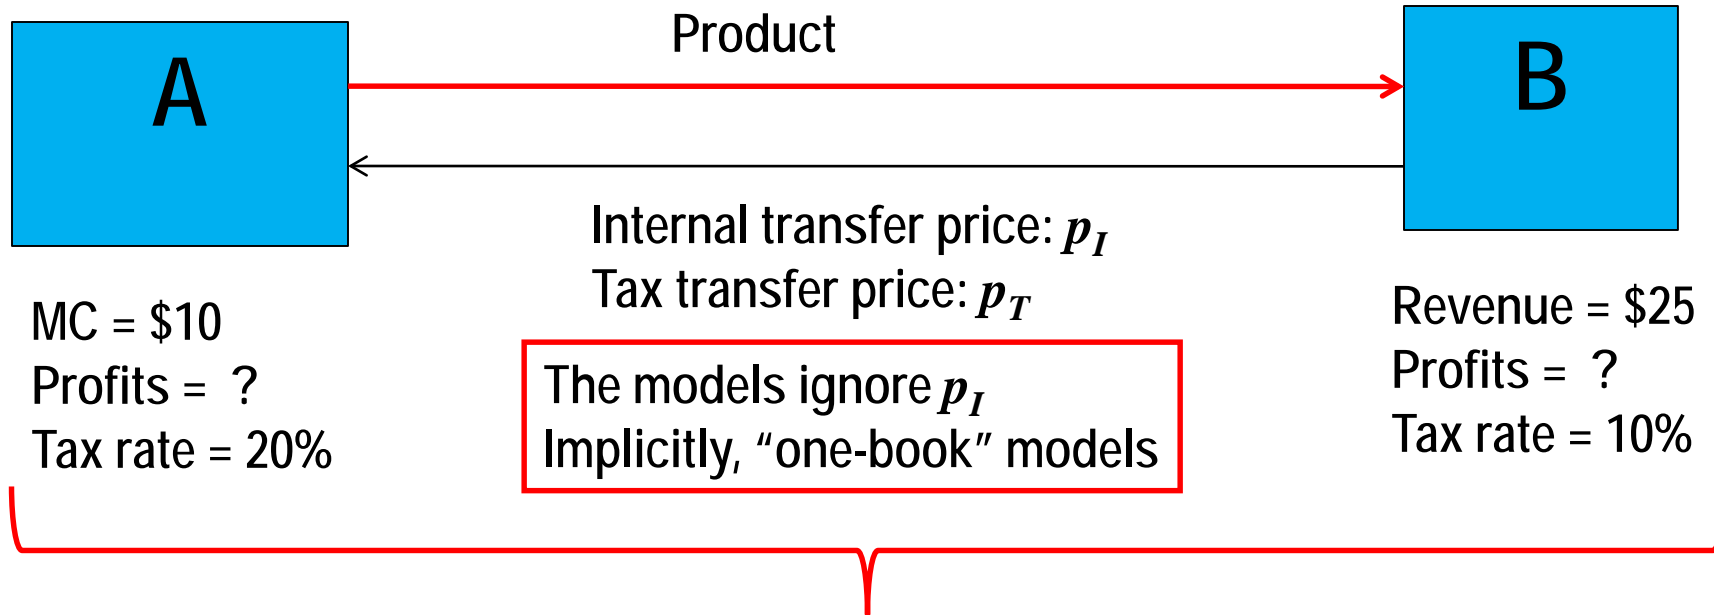 A
Product
B
Internal transfer price: p_I
Tax transfer price: p_T
MC = $10
Profits = ?
Tax rate = 20%
The models ignore p_I
Implicitly, “one-book” models
Revenue = $25
Profits = ?
Tax rate = 10%